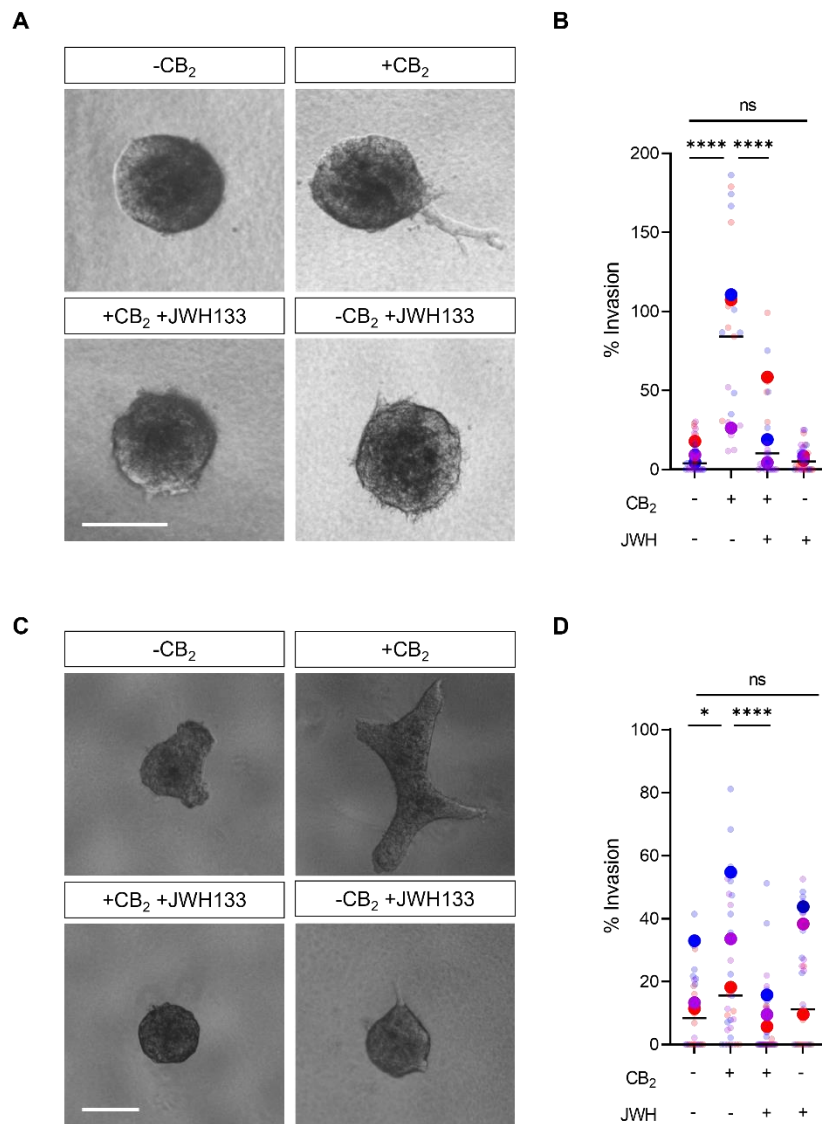 A
-CB₂
+CB₂
+CB₂ +JWH133
-CB₂ +JWH133
B
ns
**** ****
200
150
100
50
0
% Invasion
CB₂ - + + -
JWH - - + +
C
-CB₂
+CB₂
+CB₂ +JWH133
-CB₂ +JWH133
D
ns
* ****
100
80
60
40
20
0
% Invasion
CB₂ - + + -
JWH - - + +